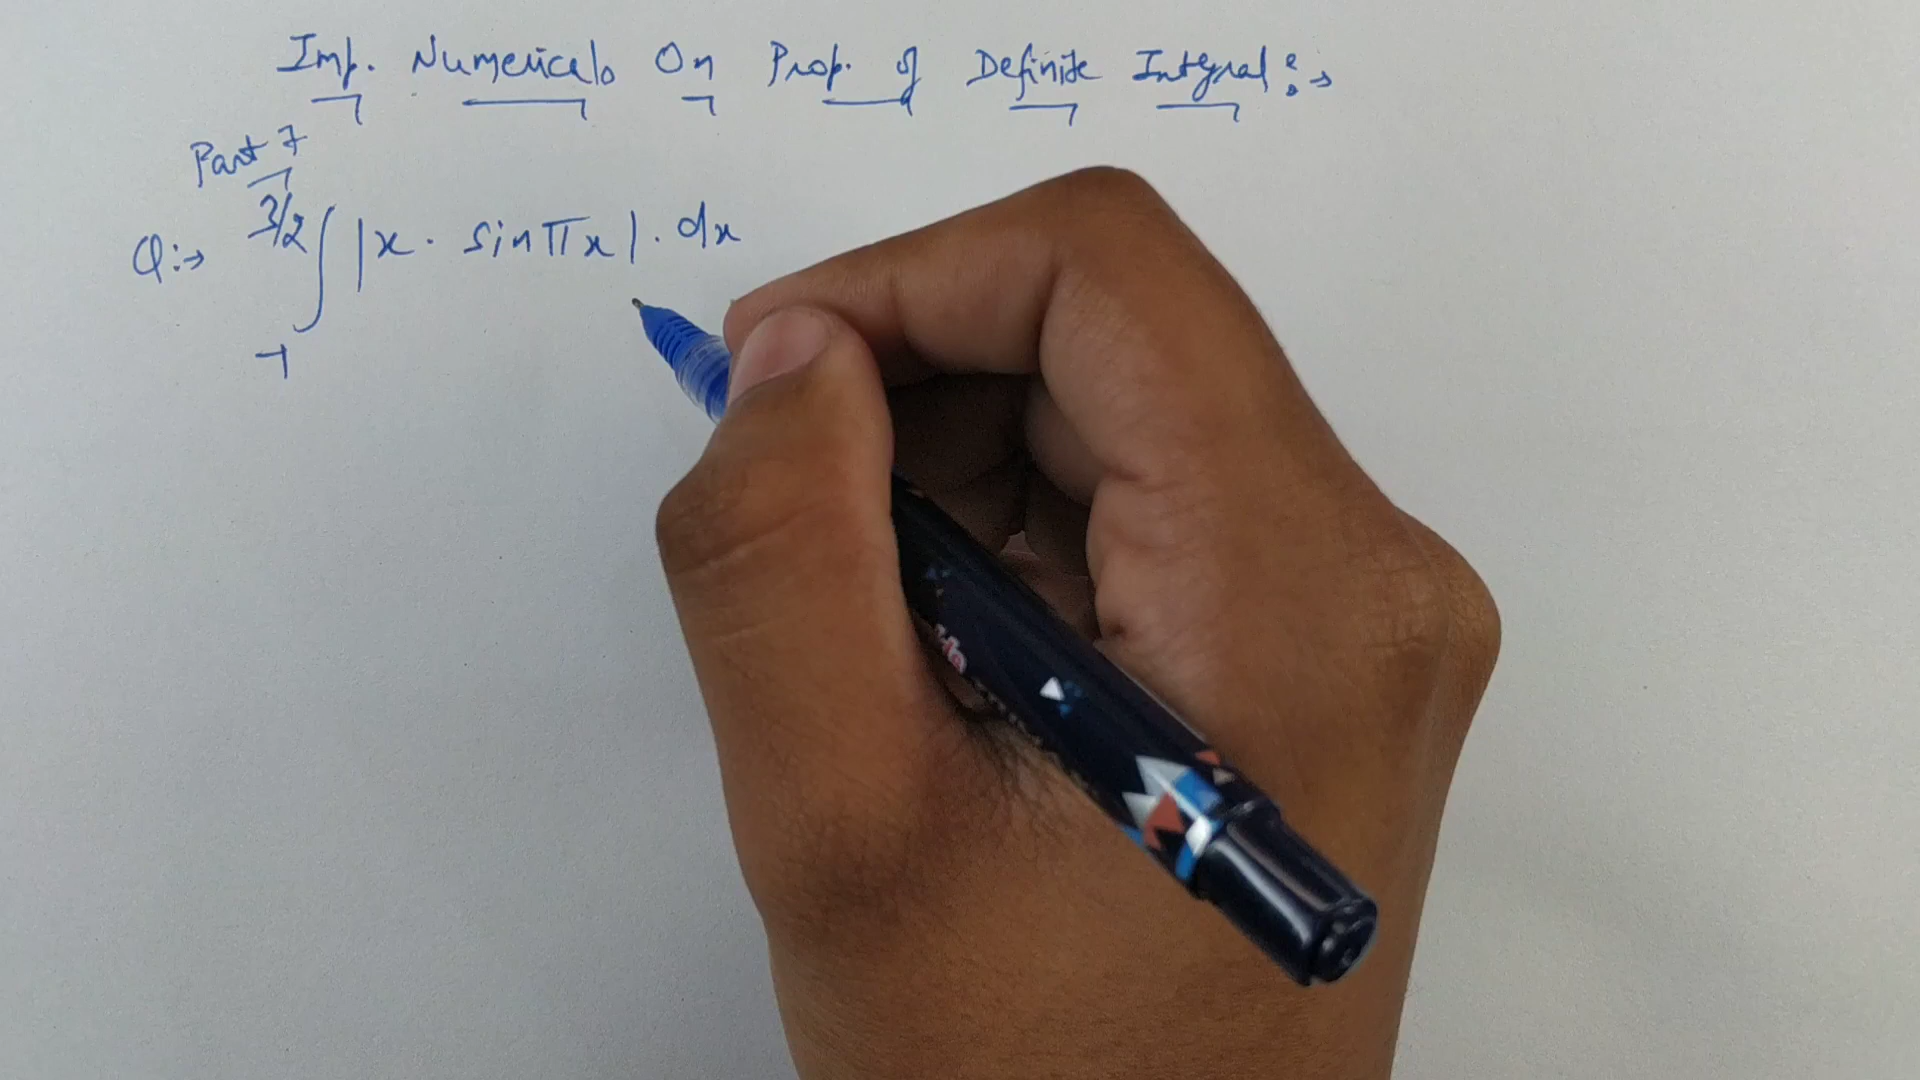 Imp. Numericals On Prop. of Definite Integral :→
Part 7
Q:→ 3/2 ∫ |x . sin πx| . dx
-1